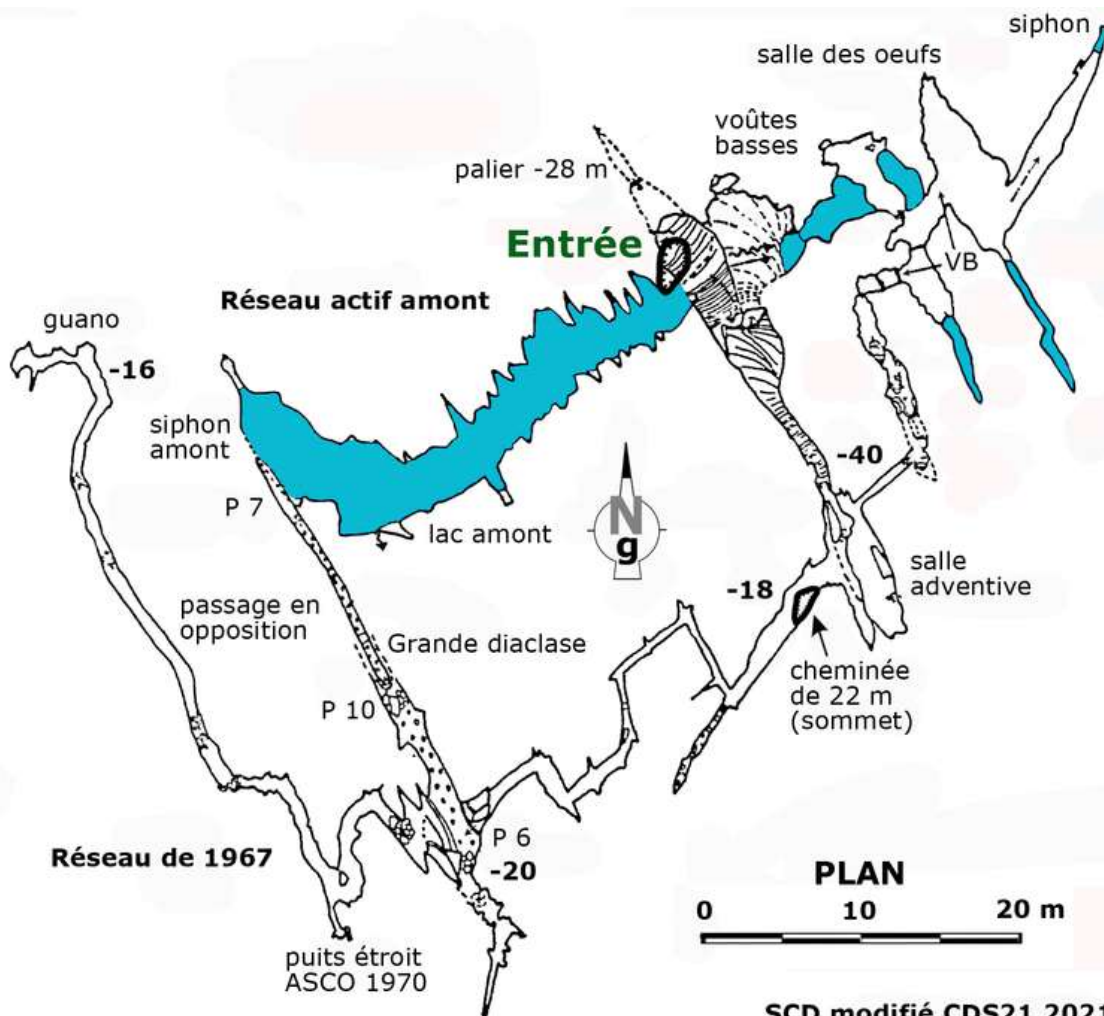 siphon
salle des oeufs
voûtes
basses
palier -28 m
Entrée
VB
Réseau actif amont
guano
-16
siphon
amont
-40
P 7
N
g
lac amont
salle
adventive
-18
passage en
opposition
Grande diaclase
cheminée
de 22 m
(sommet)
P 10
P 6
Réseau de 1967
-20
PLAN
0 10 20 m
puits étroit
ASCO 1970
SCD modifié CDS21 2021